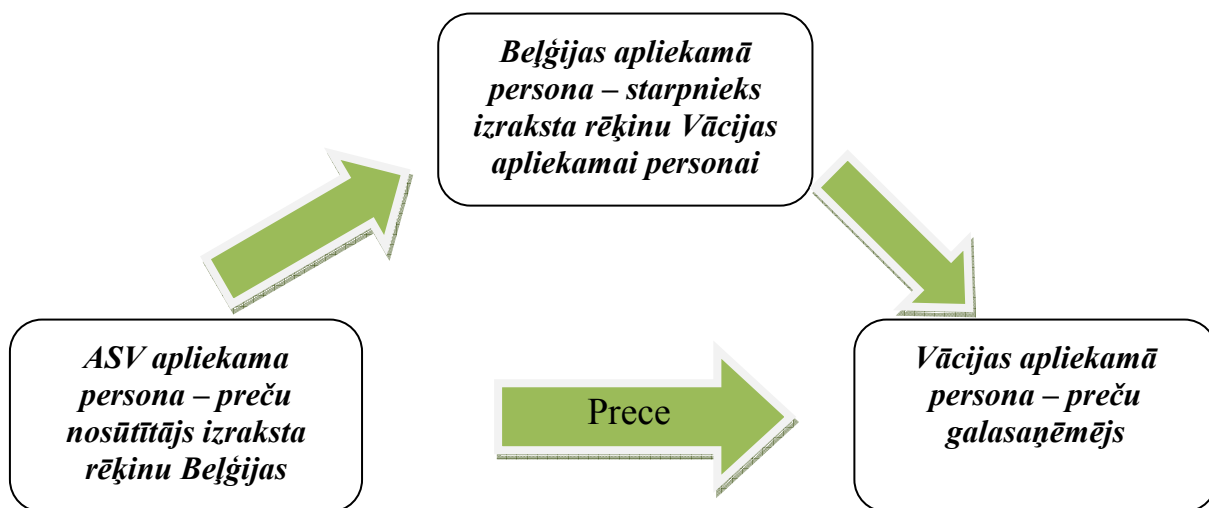 Beļģijas apliekamā
persona – starpnieks
izraksta rēķinu Vācijas
apliekamai personai
ASV apliekama
persona – preču
nosūtītājs izraksta
rēķinu Beļģijas
Prece
Vācijas apliekamā
persona – preču
galasaņēmējs